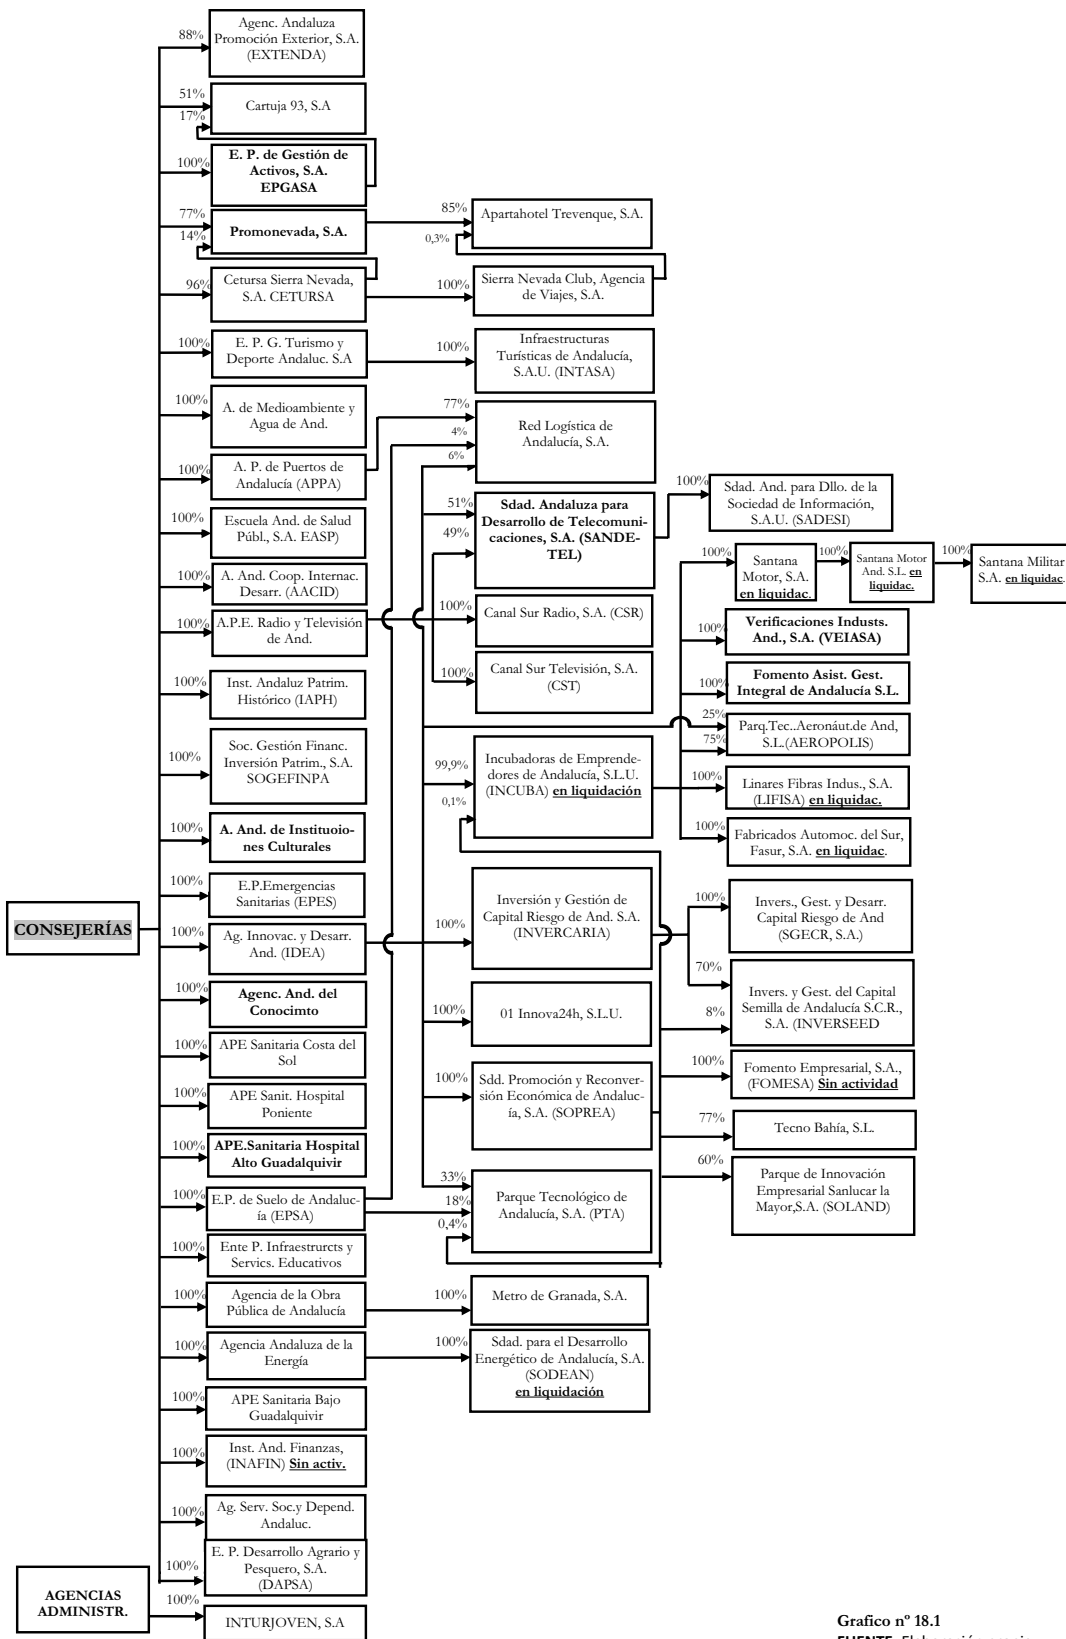 88%
Agenc. Andaluza
Promoción Exterior, S.A.
(EXTENDA)
51%
17%
Cartuja 93, S.A
100%
E. P. de Gestión de
Activos, S.A.
EPGASA
77%
14%
Promonevada, S.A.
85%
0,3%
Apartahotel Trevenque, S.A.
96%
Cetursa Sierra Nevada,
S.A. CETURSA
100%
Sierra Nevada Club, Agencia
de Viajes, S.A.
100%
E. P. G. Turismo y
Deporte Andaluc. S.A
100%
Infraestructuras
Turísticas de Andalucía,
S.A.U. (INTASA)
100%
A. de Medioambiente y
Agua de And.
77%
4%
6%
Red Logística de
Andalucía, S.A.
100%
A. P. de Puertos de
Andalucía (APPA)
100%
Escuela And. de Salud
Públ., S.A. EASP)
51%
49%
Sdad. Andaluza para
Desarrollo de Telecomuni-
caciones, S.A. (SANDE-
TEL)
100%
Sdad. And. para Dllo. de la
Sociedad de Información,
S.A.U. (SADESI)
100%
A. And. Coop. Internac.
Desarr. (AACID)
100%
Santana
Motor, S.A.
en liquidac.
100%
Santana Motor
And. S.L. en
liquidac.
100%
Santana Militar
S.A. en liquidac.
100%
A.P.E. Radio y Televisión
de And.
100%
Canal Sur Radio, S.A. (CSR)
100%
Verificaciones Industs.
And., S.A. (VEIASA)
100%
Canal Sur Televisión, S.A.
(CST)
100%
Fomento Asist. Gest.
Integral de Andalucía S.L.
100%
Inst. Andaluz Patrim.
Histórico (IAPH)
25%
75%
Parq.Tec..Aeronáut.de And,
S.L.(AEROPOLIS)
100%
Soc. Gestión Financ.
Inversión Patrim., S.A.
SOGEFINPA
99,9%
0,1%
Incubadoras de Emprende-
dores de Andalucía, S.L.U.
(INCUBA) en liquidación
100%
Linares Fibras Indus., S.A.
(LIFISA) en liquidac.
100%
Fabricados Automoc. del Sur,
Fasur, S.A. en liquidac.
100%
A. And. de Instituoio-
nes Culturales
100%
E.P.Emergencias
Sanitarias (EPES)
CONSEJERÍAS
100%
Ag. Innovac. y Desarr.
And. (IDEA)
100%
Inversión y Gestión de
Capital Riesgo de And. S.A.
(INVERCARIA)
100%
Invers., Gest. y Desarr.
Capital Riesgo de And
(SGECR, S.A.)
70%
8%
Invers. y Gest. del Capital
Semilla de Andalucía S.C.R.,
S.A. (INVERSEED
100%
Agenc. And. del
Conocimto
100%
01 Innova24h, S.L.U.
100%
APE Sanitaria Costa del
Sol
100%
Sdd. Promoción y Reconver-
sión Económica de Andaluc-
ía, S.A. (SOPREA)
100%
Fomento Empresarial, S.A.,
(FOMESA) Sin actividad
100%
APE Sanit. Hospital
Poniente
77%
Tecno Bahía, S.L.
100%
APE.Sanitaria Hospital
Alto Guadalquivir
60%
Parque de Innovación
Empresarial Sanlucar la
Mayor,S.A. (SOLAND)
100%
E.P. de Suelo de Andaluc-
ía (EPSA)
33%
18%
0,4%
Parque Tecnológico de
Andalucía, S.A. (PTA)
100%
Ente P. Infraestrurcts y
Servics. Educativos
100%
Agencia de la Obra
Pública de Andalucía
100%
Metro de Granada, S.A.
100%
Agencia Andaluza de la
Energía
100%
Sdad. para el Desarrollo
Energético de Andalucía, S.A.
(SODEAN)
en liquidación
100%
APE Sanitaria Bajo
Guadalquivir
100%
Inst. And. Finanzas,
(INAFIN) Sin activ.
100%
Ag. Serv. Soc.y Depend.
Andaluc.
100%
E. P. Desarrollo Agrario y
Pesquero, S.A.
(DAPSA)
AGENCIAS
ADMINISTR.
100%
INTURJOVEN, S.A
Grafico nº 18.1